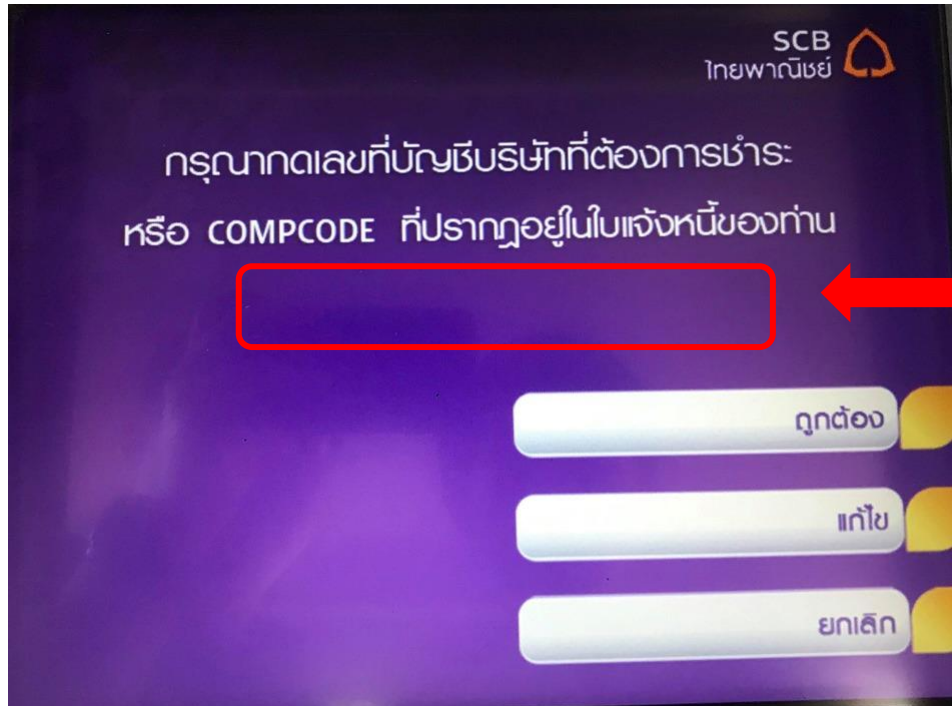 SCB
ไทยพาณิชย์
กรุณากดเลขที่บัญชีบริษัทที่ต้องการชำระ
หรือ COMPCODE ที่ปรากฏอยู่ในใบแจ้งหนี้ของท่าน
ถูกต้อง
แก้ไข
ยกเลิก